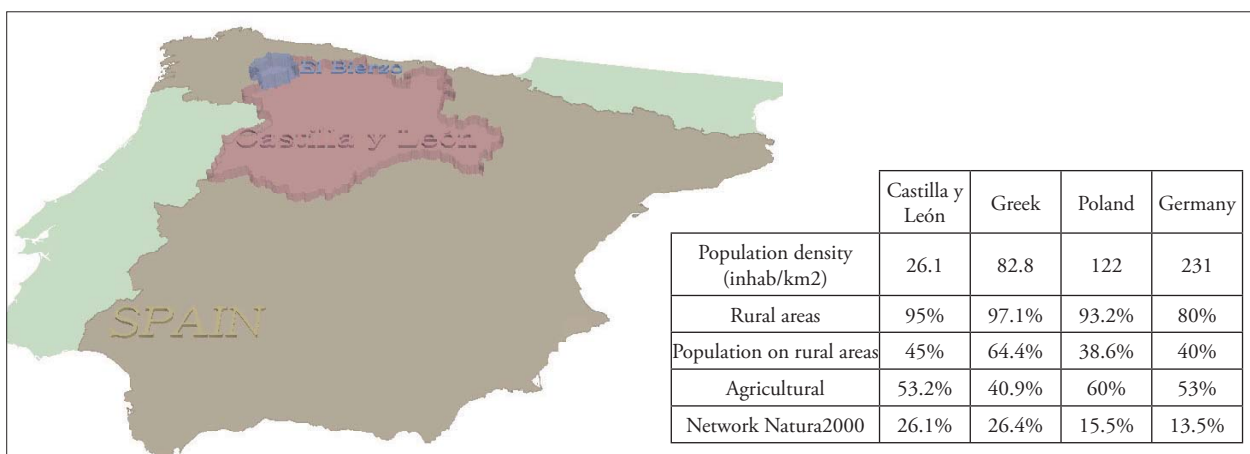 El Bierzo
Castilla y León
SPAIN
Castilla y León Greek Poland Germany
Population density (inhab/km2) 26.1 82.8 122 231
Rural areas 95% 97.1% 93.2% 80%
Population on rural areas 45% 64.4% 38.6% 40%
Agricultural 53.2% 40.9% 60% 53%
Network Natura2000 26.1% 26.4% 15.5% 13.5%